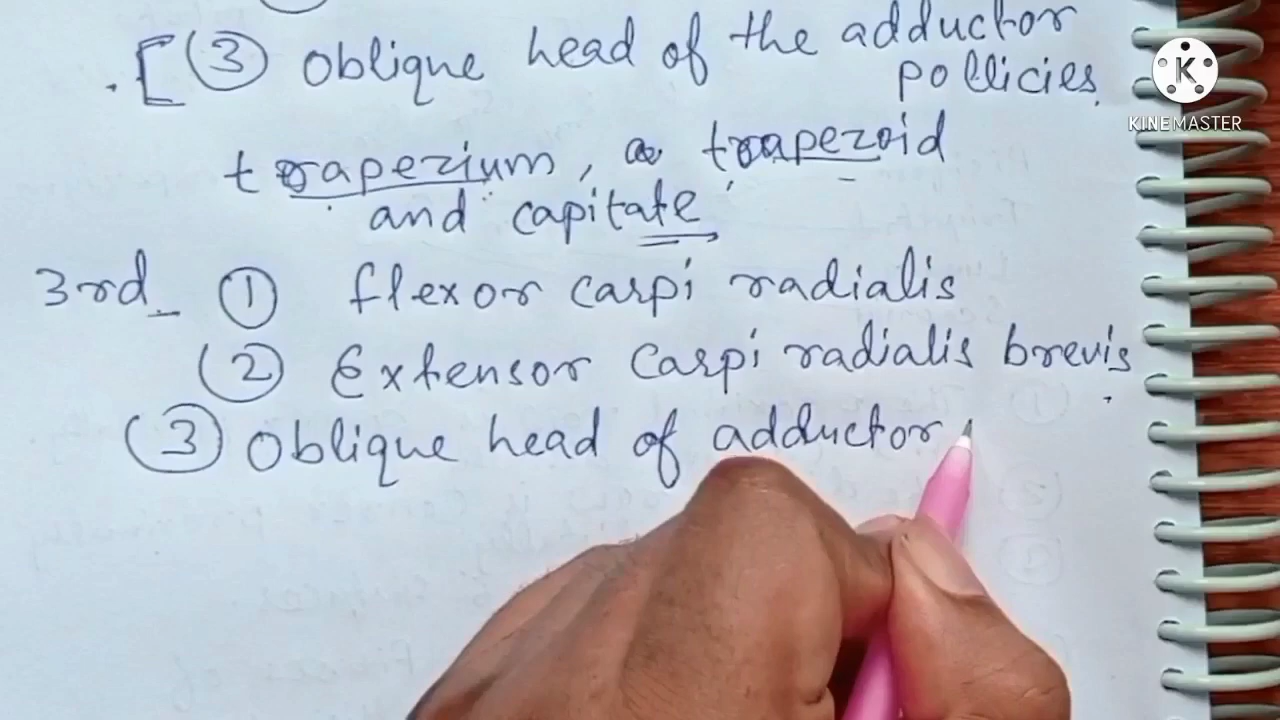 [ ③ Oblique head of the adductor
pollicies.
KINEMASTER
trapezium, a trapezoid
and capitate
3rd - ① flexor carpi radialis
② Extensor carpi radialis brevis
③ Oblique head of adductor